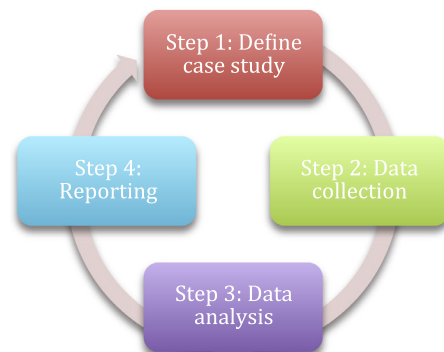 Step 1: Define
case study
Step 2: Data
collection
Step 3: Data
analysis
Step 4:
Reporting